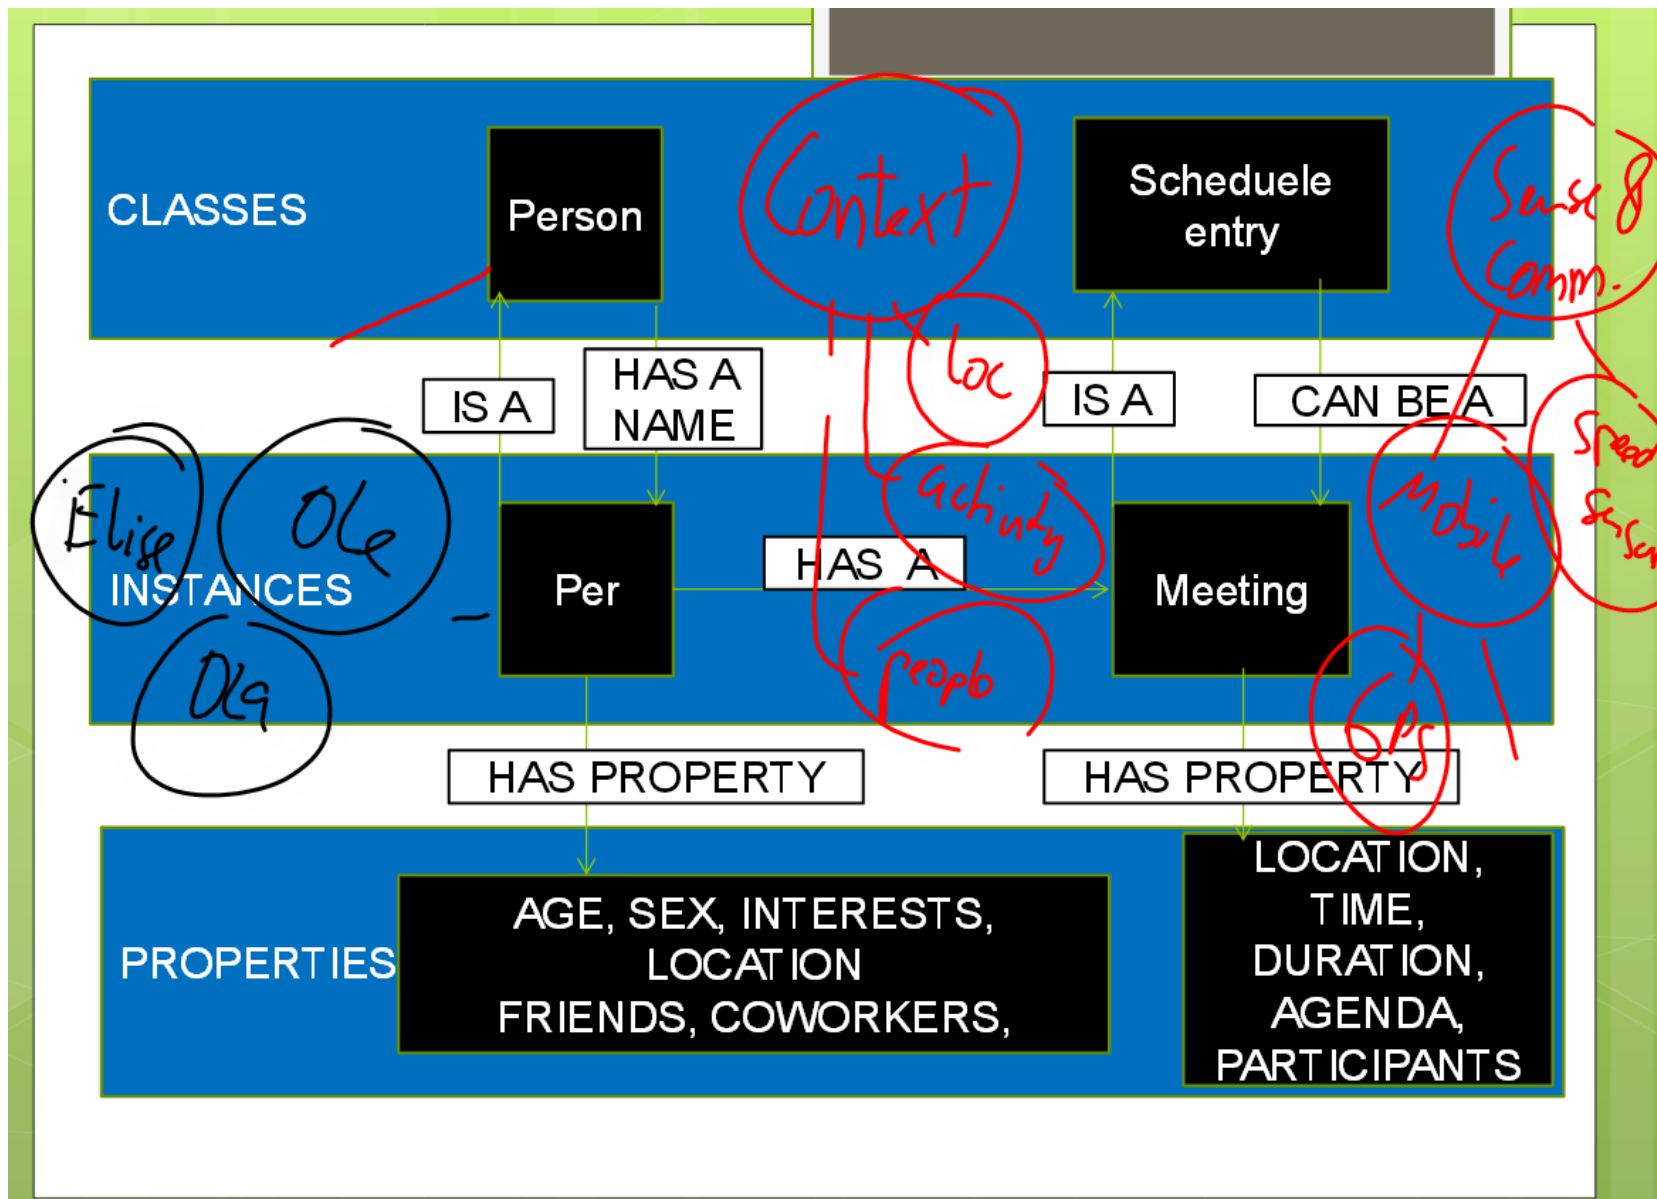 CLASSES
Person
Context
Scheduele
entry
Sense &
Comm.
IS A
HAS A
NAME
Loc
IS A
CAN BE A
Elise
Ole
Ola
INSTANCES
Per
HAS A
activity
people
Meeting
Mobile
Speed
Sensor
GPS
HAS PROPERTY
HAS PROPERTY
PROPERTIES
AGE, SEX, INTERESTS,
LOCATION
FRIENDS, COWORKERS,
LOCATION,
TIME,
DURATION,
AGENDA,
PARTICIPANTS